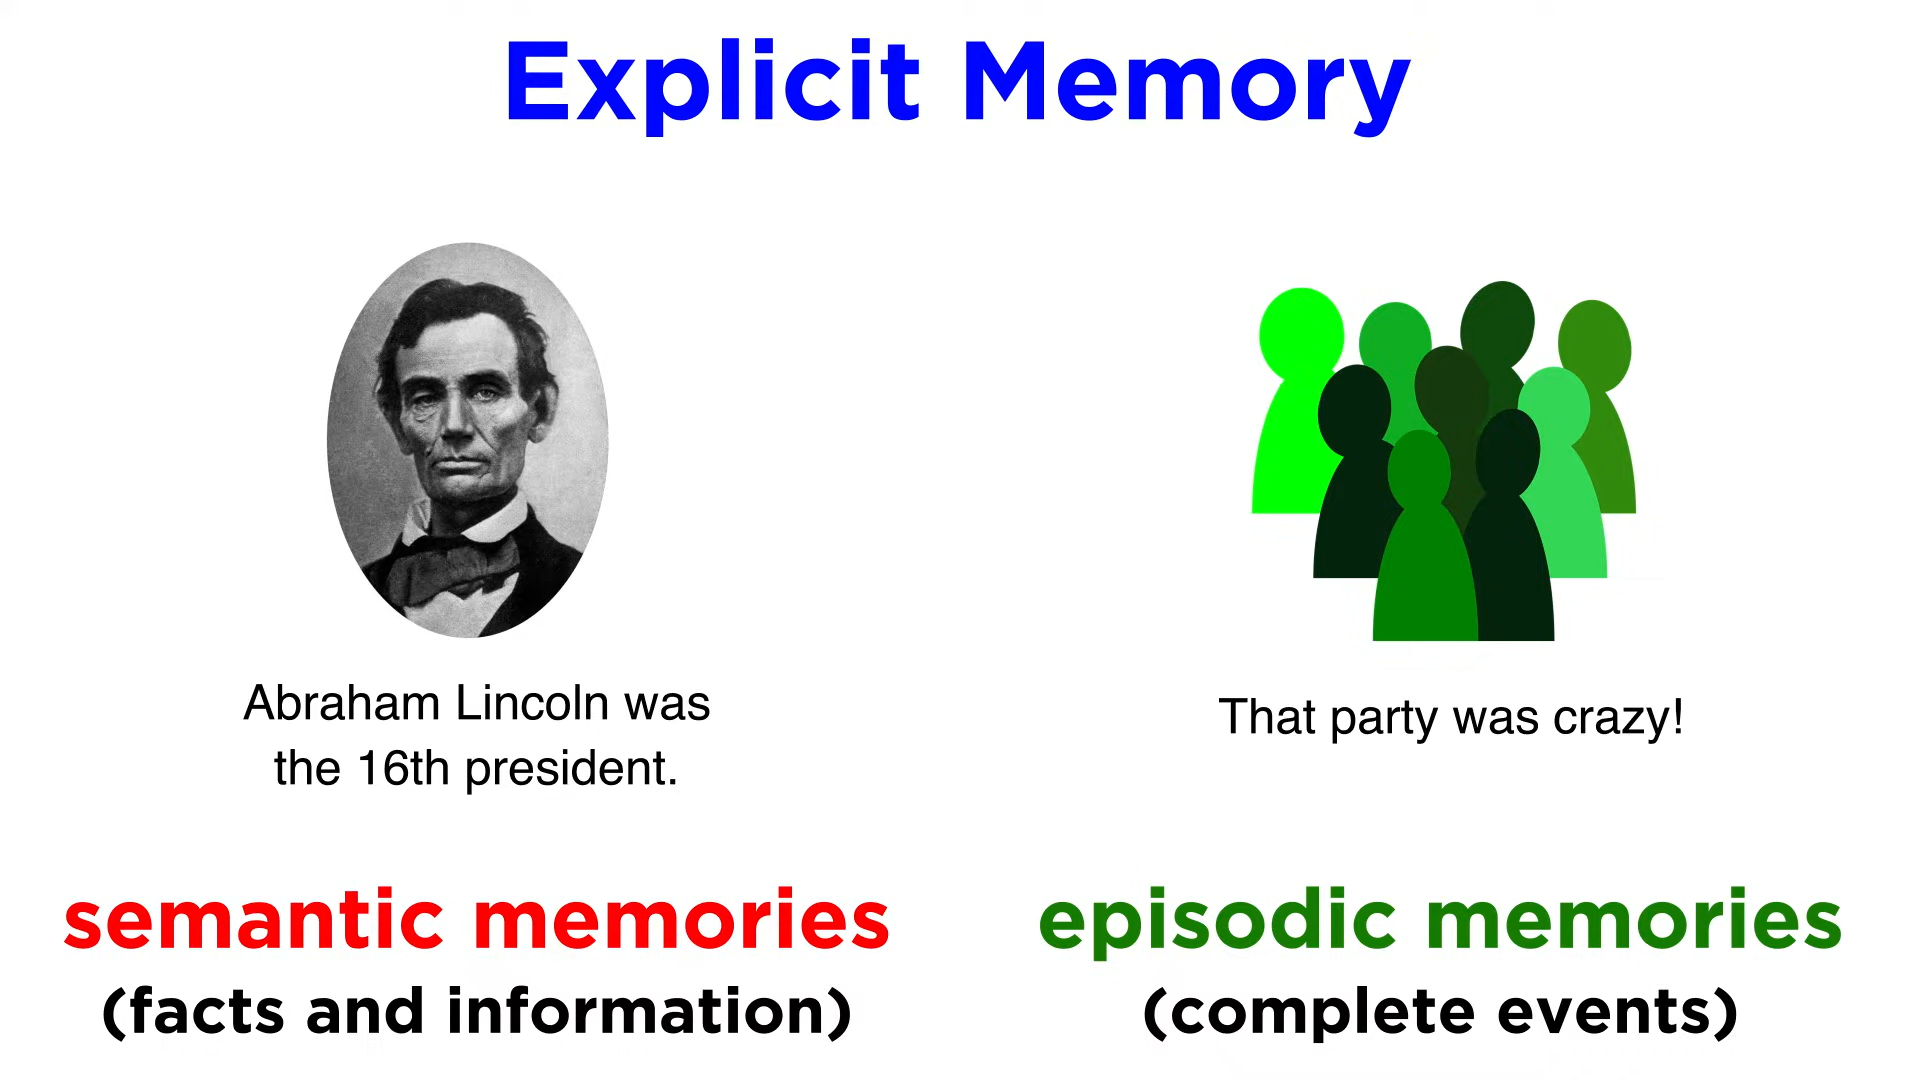 Explicit Memory
Abraham Lincoln was
the 16th president.
That party was crazy!
semantic memories
(facts and information)
episodic memories
(complete events)